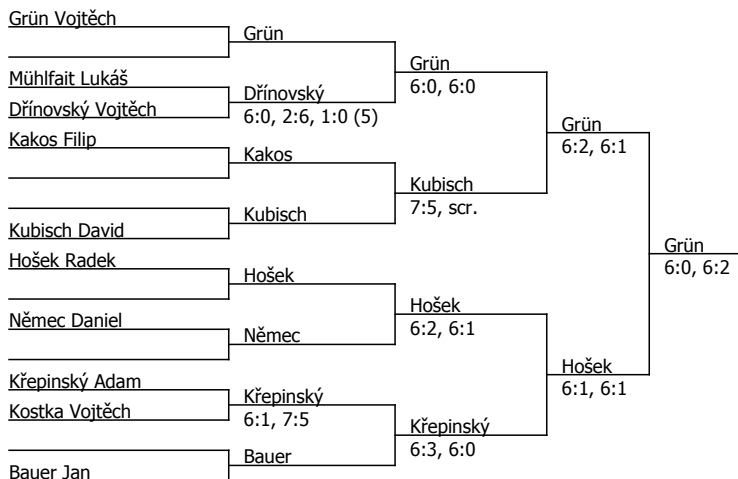 Grün Vojtěch
Grün
Grün
6:0, 6:0
Mühlfait Lukáš
Dřínovský
6:0, 2:6, 1:0 (5)
Dřínovský Vojtěch
Grün
6:2, 6:1
Kakos Filip
Kakos
Kubisch
7:5, scr.
Kubisch
Kubisch David
Grün
6:0, 6:2
Hošek Radek
Hošek
Hošek
6:2, 6:1
Němec Daniel
Němec
Hošek
6:1, 6:1
Křepinský Adam
Křepinský
6:1, 7:5
Kostka Vojtěch
Křepinský
6:3, 6:0
Bauer
Bauer Jan